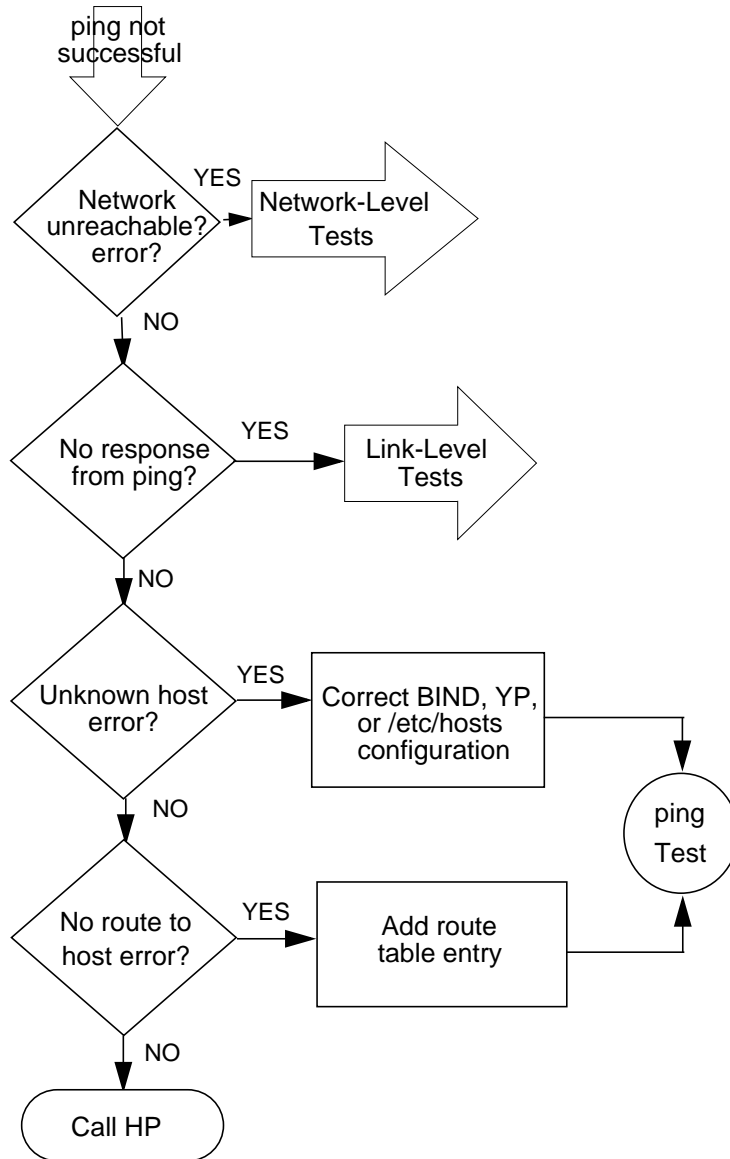 ping not
successful
Network
unreachable?
error?
YES
Network-Level
Tests
NO
No response
from ping?
YES
Link-Level
Tests
NO
Unknown host
error?
YES
Correct BIND, YP,
or /etc/hosts
configuration
ping
Test
NO
No route to
host error?
YES
Add route
table entry
NO
Call HP